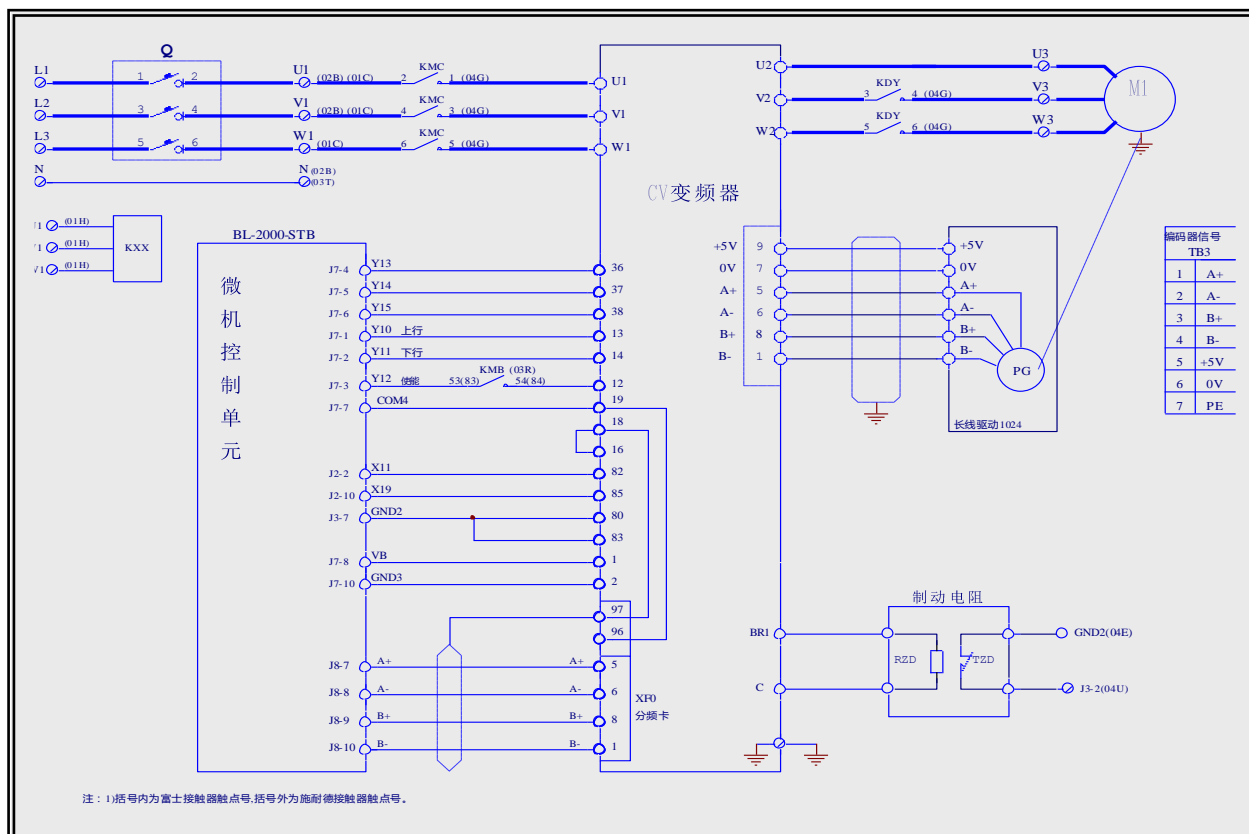 Q
L1 1 2 U1 (02B) (01C) 2 KMC 1 (04G) U1
L2 3 4 V1 (02B) (01C) 4 KMC 3 (04G) V1
L3 5 6 W1 (01C) 6 KMC 5 (04G) W1
N N (02B)
(03T)
U2 U3
V2 3 KDY 4 (04G) V3
W2 5 KDY 6 (04G) W3
M1
CV变频器
(01H)
(01H)
(01H)
KXX
BL-2000-STB
微机控制单元
J7-4 Y13 36
J7-5 Y14 37
J7-6 Y15 38
J7-1 Y10 上行 13
J7-2 Y11 下行 14
J7-3 Y12 使能 53(83) KMB (03R) 54(84) 12
J7-7 COM4 19
18
16
J2-2 X11 82
J2-10 X19 85
J3-7 GND2 80
83
J7-8 VB 1
J7-10 GND3 2
97
96
J8-7 A+ A+ 5
J8-8 A- A- 6
J8-9 B+ B+ 8
J8-10 B- B- 1
XF0
分频卡
+5V 9 +5V
0V 7 0V
A+ 5 A+
A- 6 A-
B+ 8 B+
B- 1 B-
PG
长线驱动1024
编码器信号
TB3
1 A+
2 A-
3 B+
4 B-
5 +5V
6 0V
7 PE
制动电阻
BR1 GND2(04E)
RZD TZD
C J3-2(04U)
注：1)括号内为富士接触器触点号,括号外为施耐德接触器触点号。